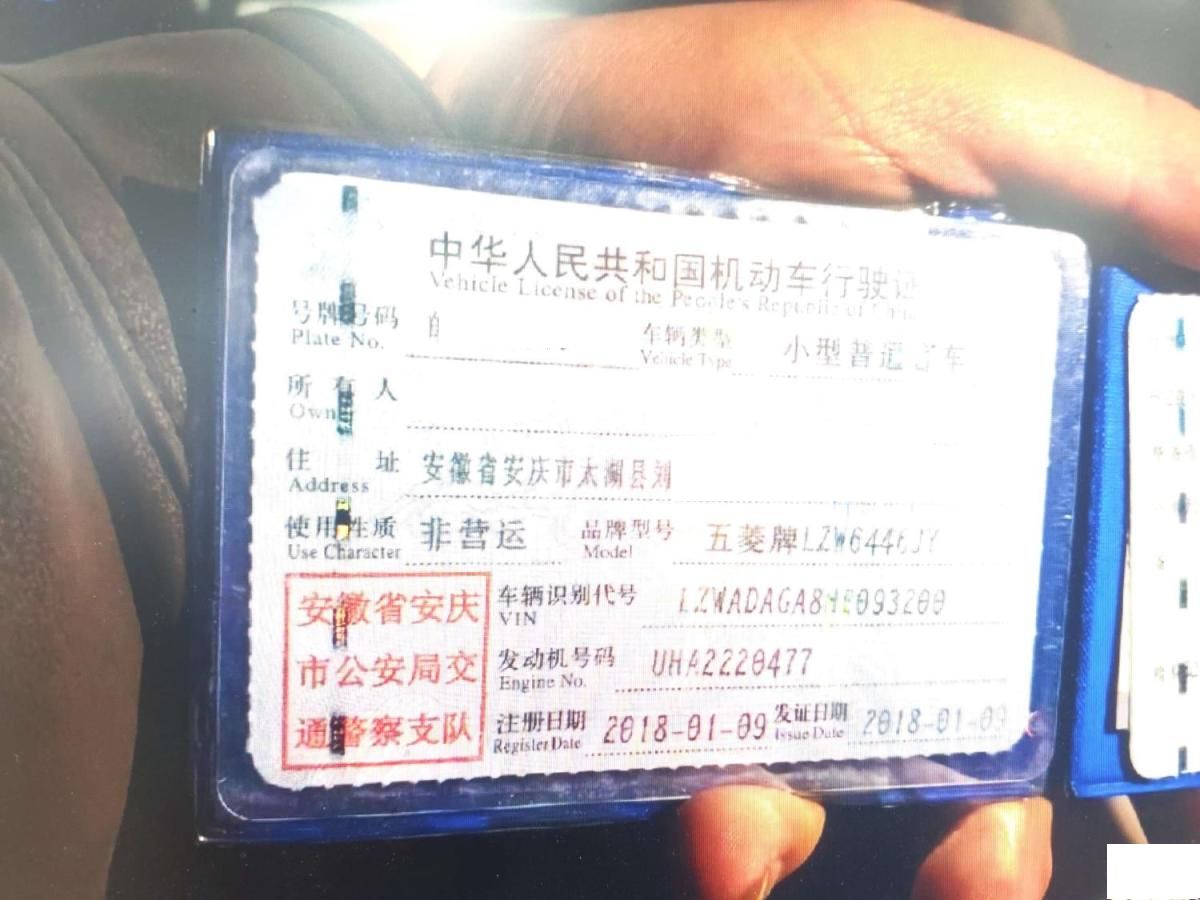 中华人民共和国机动车行驶证
Vehicle License of the People's Republic of China
号牌号码
Plate No.
车辆类型
Vehicle Type
小型普通客车
所有人
Owner
住址
Address
安徽省安庆市太湖县刘
使用性质
Use Character
非营运
品牌型号
Model
五菱牌LZW6446JY
安徽省安庆
市公安局交
通警察支队
车辆识别代号
VIN
LZWADAGA8HE093200
发动机号码
Engine No.
UHA2220477
注册日期
Register Date
2018-01-09
发证日期
Issue Date
2018-01-09